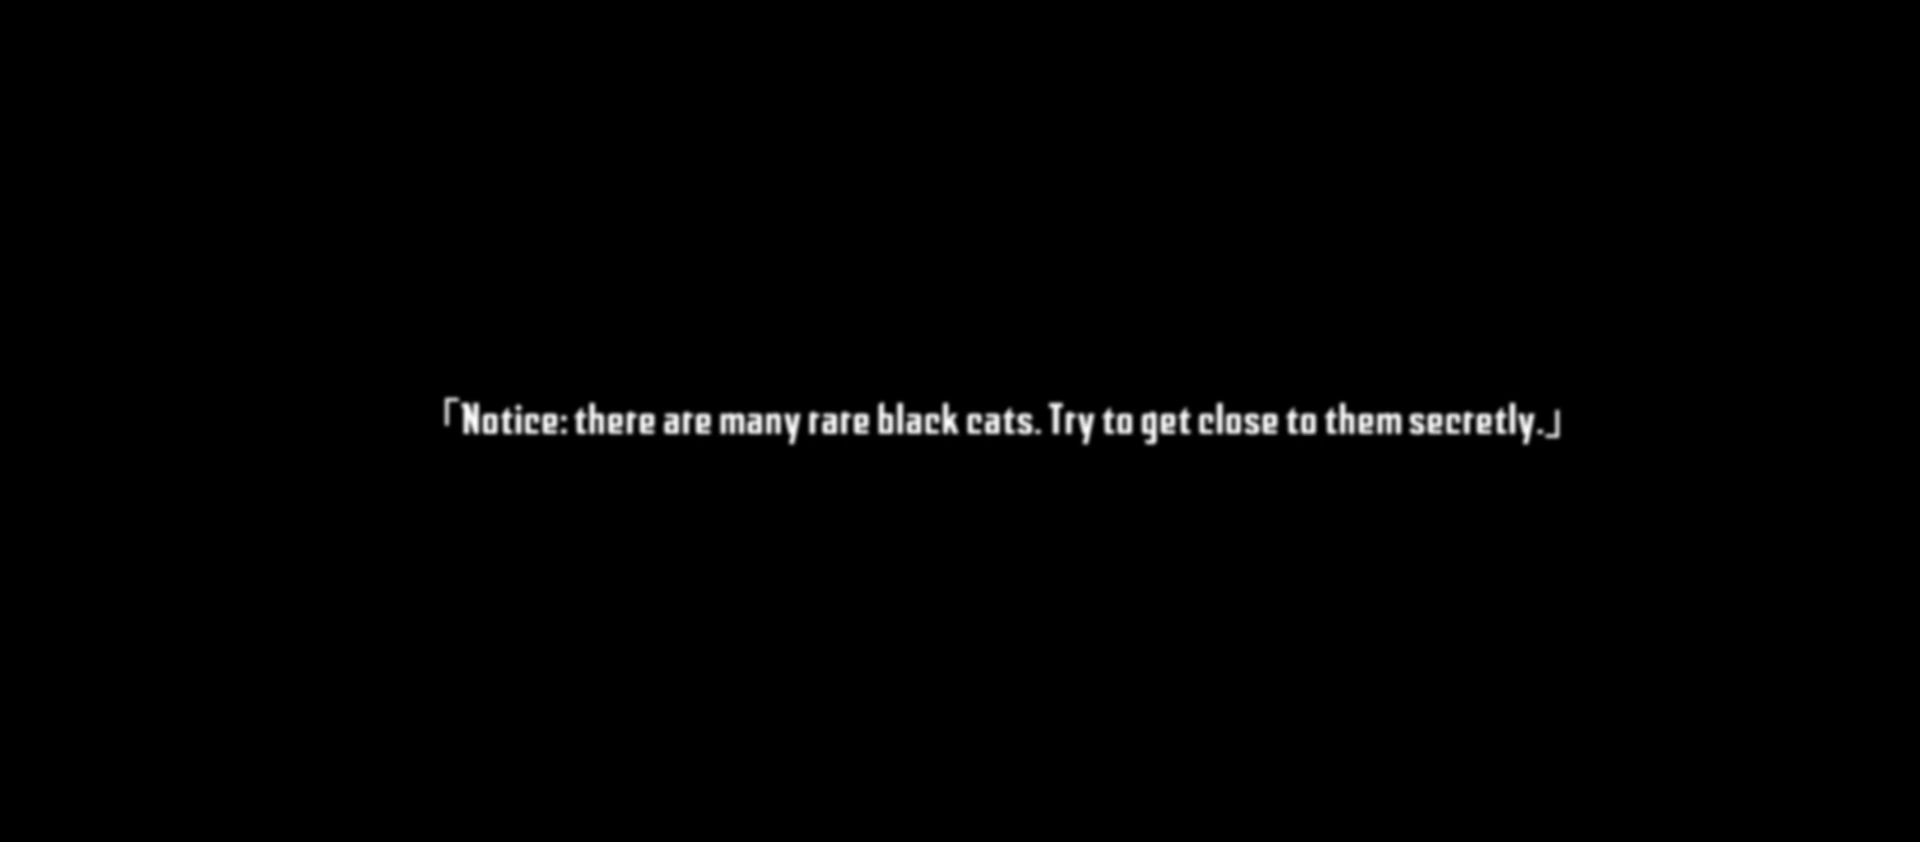 「Notice: there are many rare black cats. Try to get close to them secretly.」